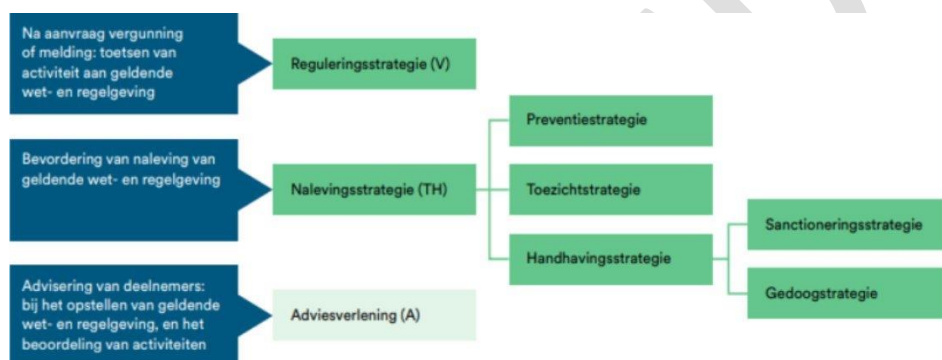 Na aanvraag vergunning
of melding: toetsen van
activiteit aan geldende
wet- en regelgeving
Reguleringsstrategie (V)
Bevordering van naleving van
geldende wet- en regelgeving
Nalevingsstrategie (TH)
Preventiestrategie
Toezichtstrategie
Handhavingsstrategie
Sanctioneringsstrategie
Gedoogstrategie
Advisering van deelnemers:
bij het opstellen van geldende
wet- en regelgeving, en het
beoordeling van activiteiten
Adviesverlening (A)